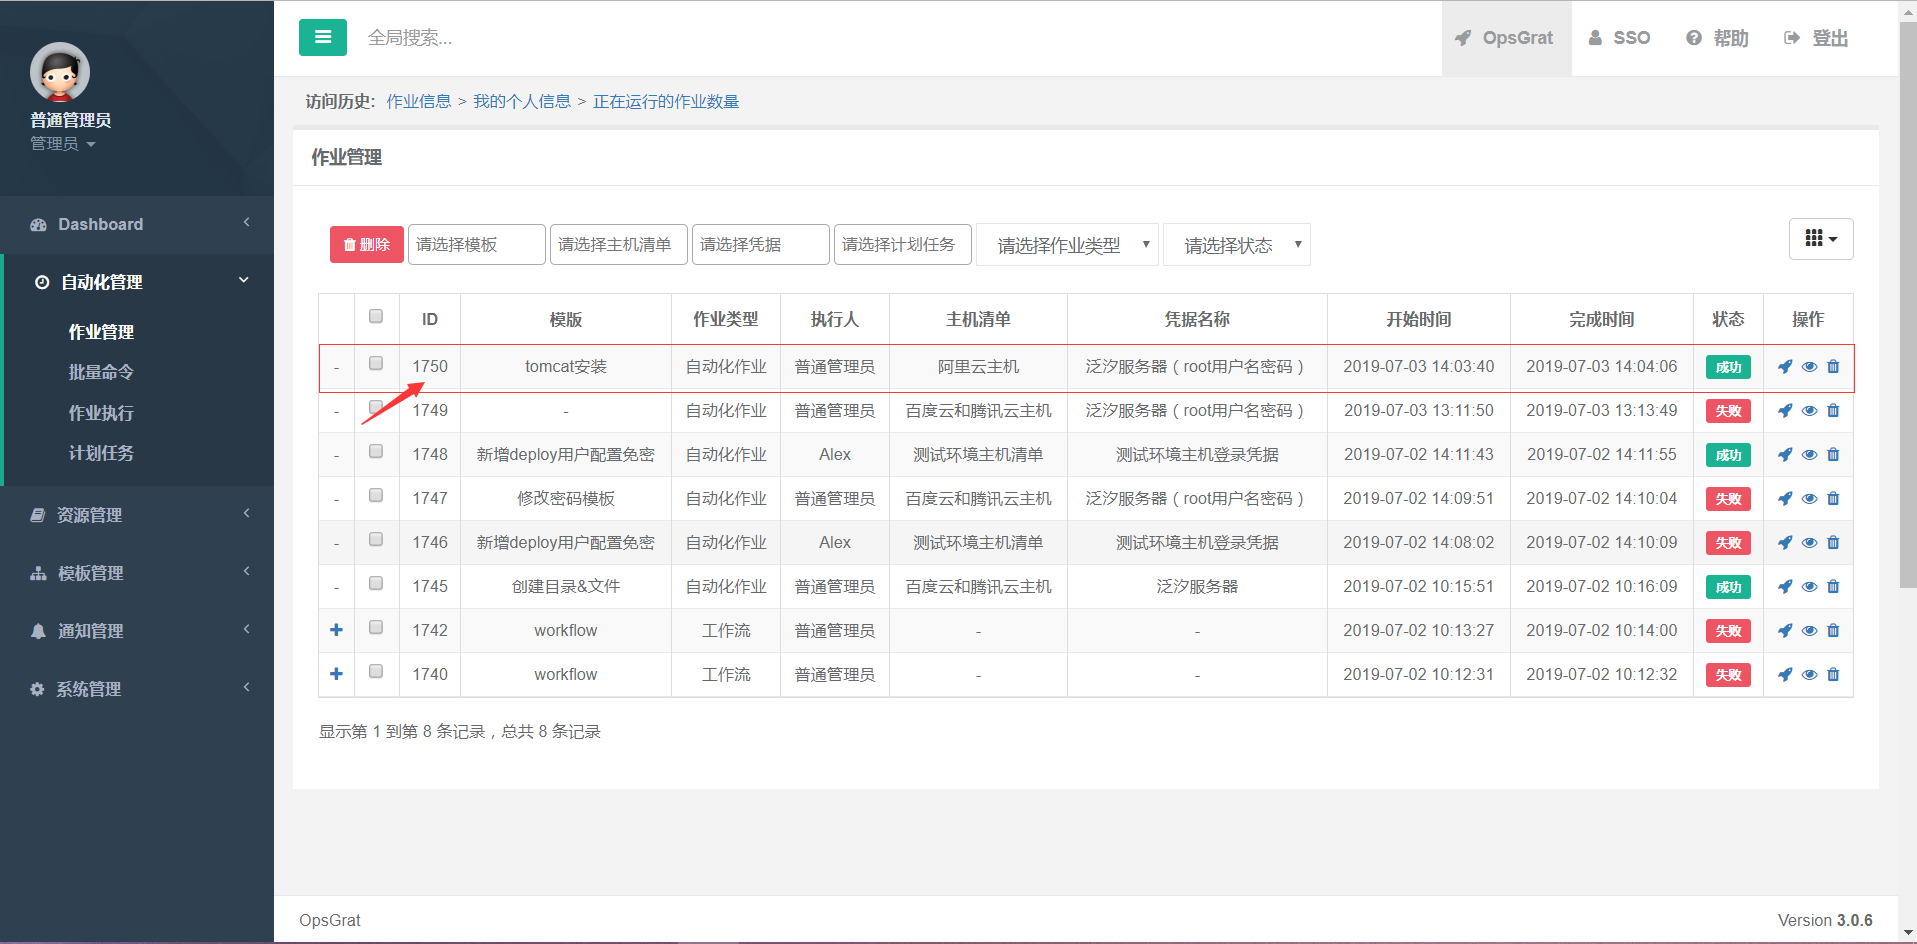 普通管理员
管理员
Dashboard
自动化管理
作业管理
批量命令
作业执行
计划任务
资源管理
模板管理
通知管理
系统管理
全局搜索...
OpsGrat SSO 帮助 登出
访问历史： 作业信息 > 我的个人信息 > 正在运行的作业数量
作业管理
删除 请选择模板 请选择主机清单 请选择凭据 请选择计划任务 请选择作业类型 请选择状态
ID 模版 作业类型 执行人 主机清单 凭据名称 开始时间 完成时间 状态 操作
- 1750 tomcat安装 自动化作业 普通管理员 阿里云主机 泛汐服务器（root用户名密码） 2019-07-03 14:03:40 2019-07-03 14:04:06 成功
- 1749 - 自动化作业 普通管理员 百度云和腾讯云主机 泛汐服务器（root用户名密码） 2019-07-03 13:11:50 2019-07-03 13:13:49 失败
- 1748 新增deploy用户配置免密 自动化作业 Alex 测试环境主机清单 测试环境主机登录凭据 2019-07-02 14:11:43 2019-07-02 14:11:55 成功
- 1747 修改密码模板 自动化作业 普通管理员 百度云和腾讯云主机 泛汐服务器（root用户名密码） 2019-07-02 14:09:51 2019-07-02 14:10:04 失败
- 1746 新增deploy用户配置免密 自动化作业 Alex 测试环境主机清单 测试环境主机登录凭据 2019-07-02 14:08:02 2019-07-02 14:10:09 失败
- 1745 创建目录&文件 自动化作业 普通管理员 百度云和腾讯云主机 泛汐服务器 2019-07-02 10:15:51 2019-07-02 10:16:09 成功
1742 workflow 工作流 普通管理员 - - 2019-07-02 10:13:27 2019-07-02 10:14:00 失败
1740 workflow 工作流 普通管理员 - - 2019-07-02 10:12:31 2019-07-02 10:12:32 失败
显示第 1 到第 8 条记录，总共 8 条记录
OpsGrat Version 3.0.6